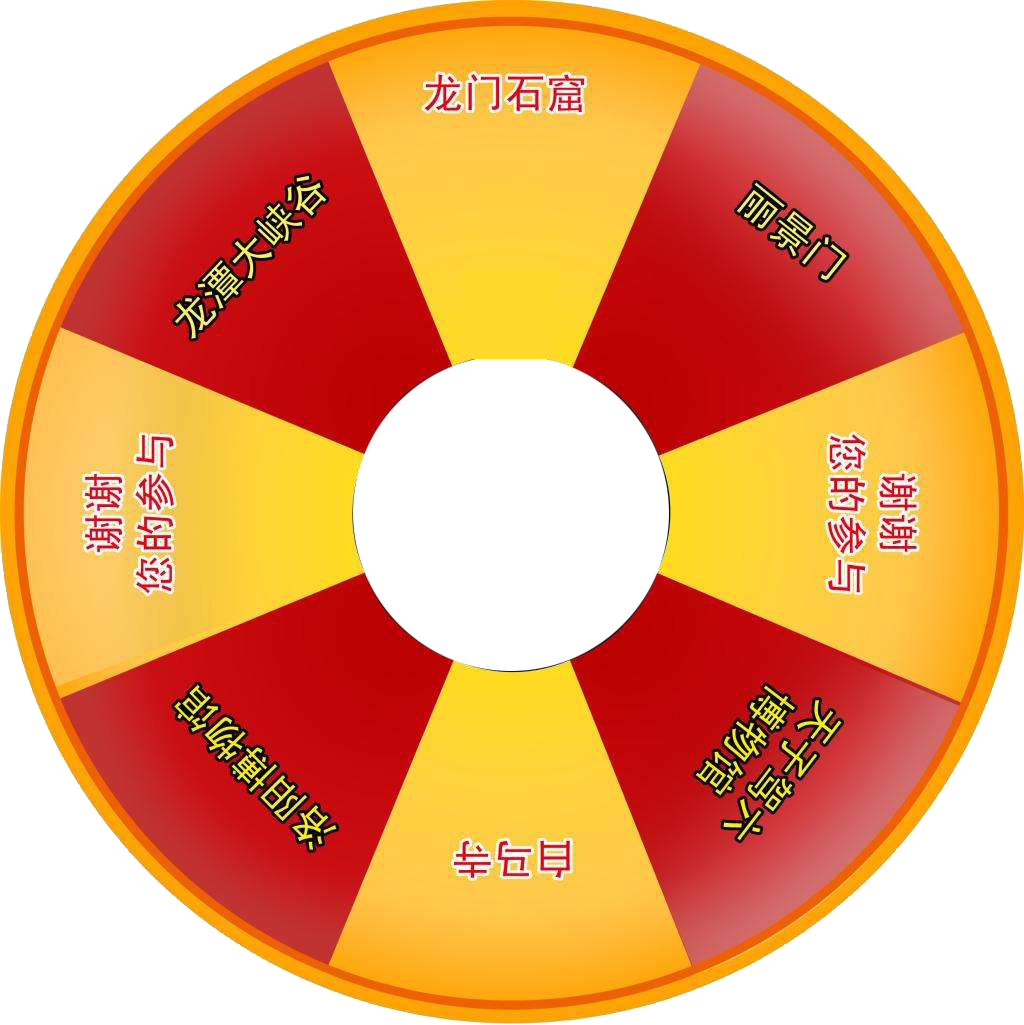 龙门石窟
丽景门
谢谢
您的参与
天子驾六
博物馆
白马寺
洛阳博物馆
谢谢
您的参与
龙潭大峡谷